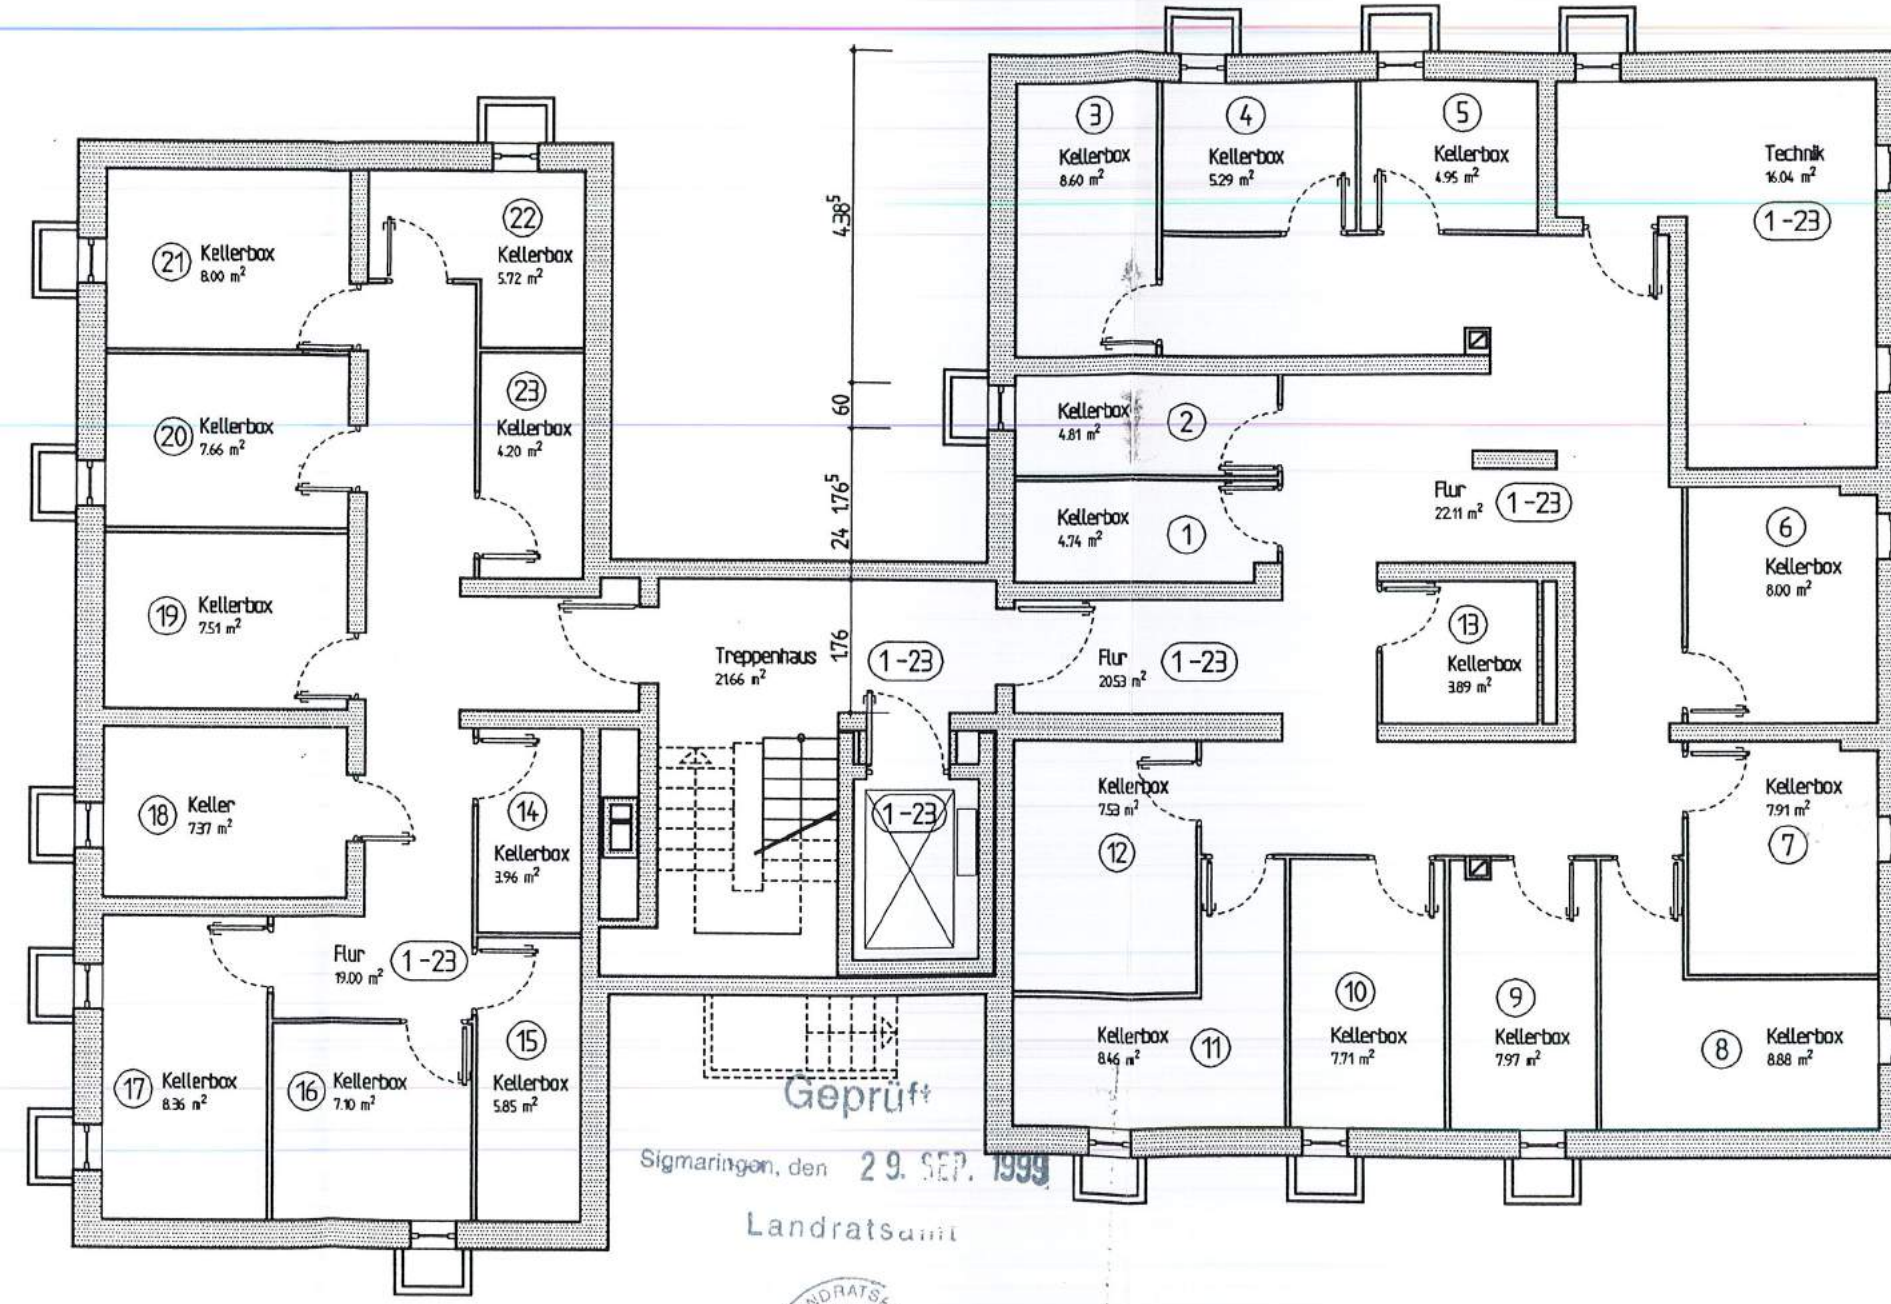 3
Kellerbox
8.60 m²
4
Kellerbox
5.29 m²
5
Kellerbox
4.95 m²
Technik
16.04 m²
1-23
22
Kellerbox
5.72 m²
21
Kellerbox
8.00 m²
4.38⁵
23
Kellerbox
4.20 m²
20
Kellerbox
7.66 m²
60
Kellerbox
4.81 m²
2
1.76⁵
24
Kellerbox
4.74 m²
1
Flur
22.11 m²
1-23
6
Kellerbox
8.00 m²
19
Kellerbox
7.51 m²
Treppenhaus
21.66 m²
1.76
1-23
Flur
20.53 m²
1-23
13
Kellerbox
3.89 m²
18
Keller
7.37 m²
14
Kellerbox
3.96 m²
1-23
Kellerbox
7.53 m²
12
Kellerbox
7.91 m²
7
Flur
19.00 m²
1-23
17
Kellerbox
8.36 m²
16
Kellerbox
7.10 m²
15
Kellerbox
5.85 m²
Kellerbox
8.46 m²
11
10
Kellerbox
7.71 m²
9
Kellerbox
7.97 m²
8
Kellerbox
8.88 m²
Geprüft
Sigmaringen, den 29. SEP. 1999
Landratsamt